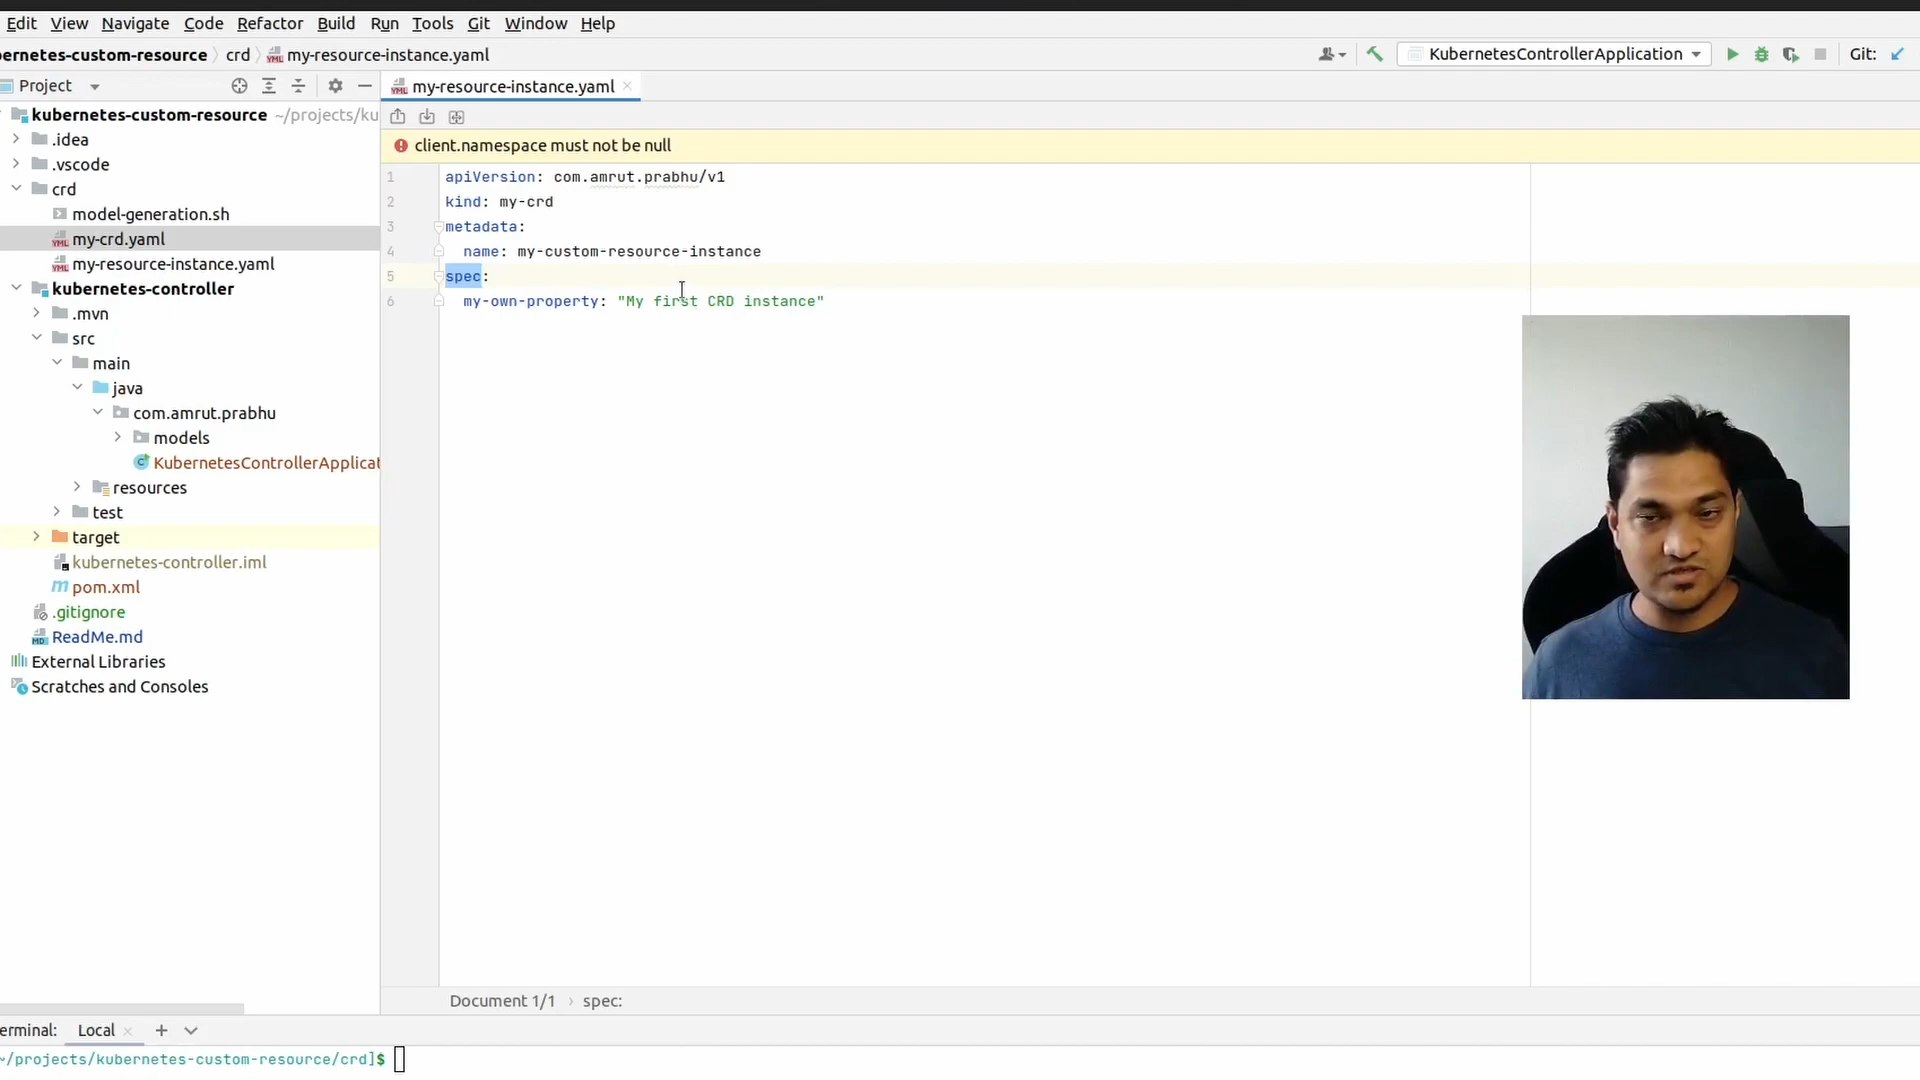 Edit View Navigate Code Refactor Build Run Tools Git Window Help
bernetes-custom-resource crd my-resource-instance.yaml
KubernetesControllerApplication Git:
Project
my-resource-instance.yaml
kubernetes-custom-resource ~/projects/ku
.idea
.vscode
crd
model-generation.sh
my-crd.yaml
my-resource-instance.yaml
kubernetes-controller
.mvn
src
main
java
com.amrut.prabhu
models
KubernetesControllerApplicat
resources
test
target
kubernetes-controller.iml
pom.xml
.gitignore
ReadMe.md
External Libraries
Scratches and Consoles
client.namespace must not be null
1 apiVersion: com.amrut.prabhu/v1
2 kind: my-crd
3 metadata:
4 name: my-custom-resource-instance
5 spec:
6 my-own-property: "My first CRD instance"
Document 1/1 › spec:
erminal: Local
~/projects/kubernetes-custom-resource/crd]$